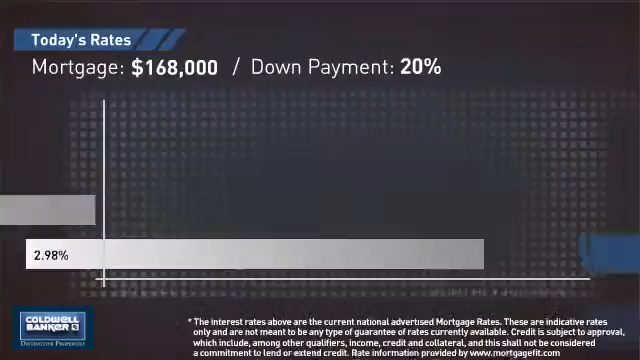 Today's Rates
Mortgage: $168,000 / Down Payment: 20%
2.98%
COLDWELL
BANKER
DISTINCTIVE PROPERTIES
* The interest rates above are the current national advertised Mortgage Rates. These are indicative rates
only and are not meant to be any type of guarantee of rates currently available. Credit is subject to approval,
which include, among other qualifiers, income, credit and collateral, and this shall not be considered
a commitment to lend or extend credit. Rate information provided by www.mortgagefit.com